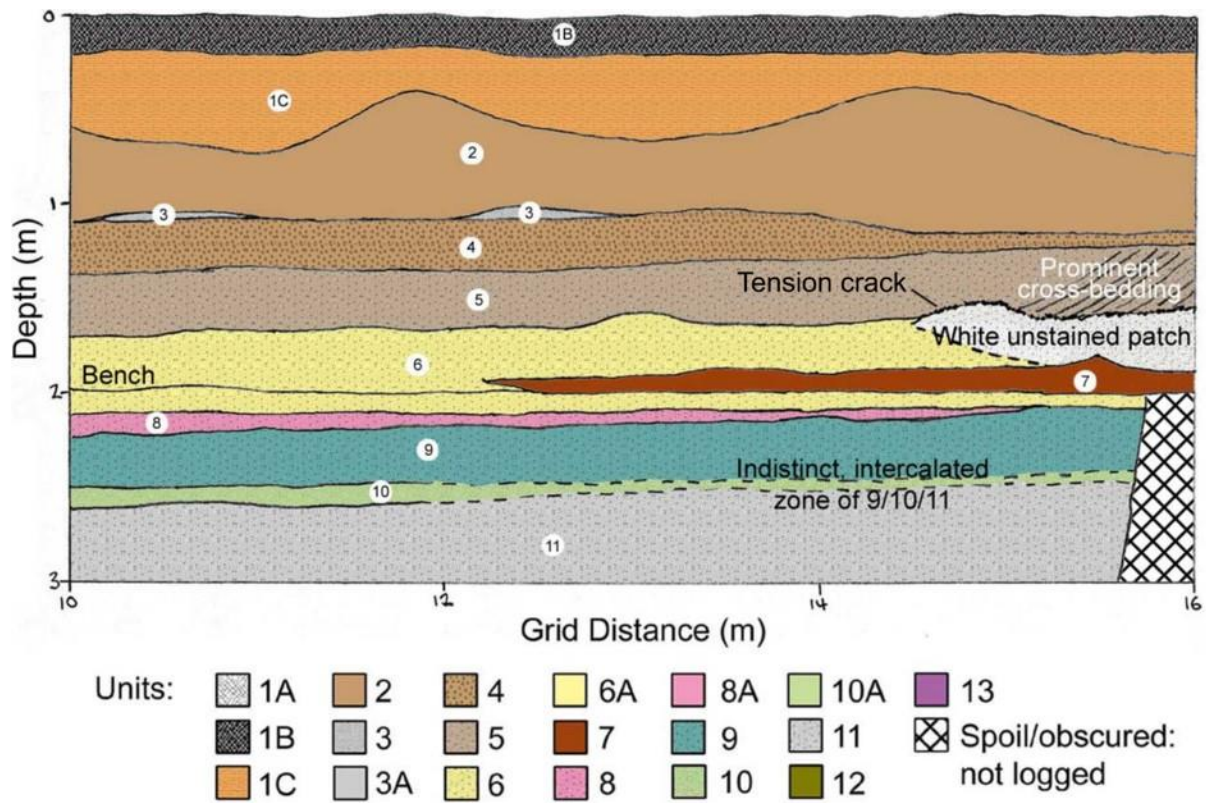 0
1B
1C
2
1
3
3
4
Tension crack
Prominent
cross-bedding
5
White unstained patch
6
Bench
7
2
8
9
Indistinct, intercalated
10
zone of 9/10/11
11
3
10
12
14
16
Depth (m)
Grid Distance (m)
Units:
1A 2 4 6A 8A 10A 13
1B 3 5 7 9 11 Spoil/obscured:
1C 3A 6 8 10 12 not logged